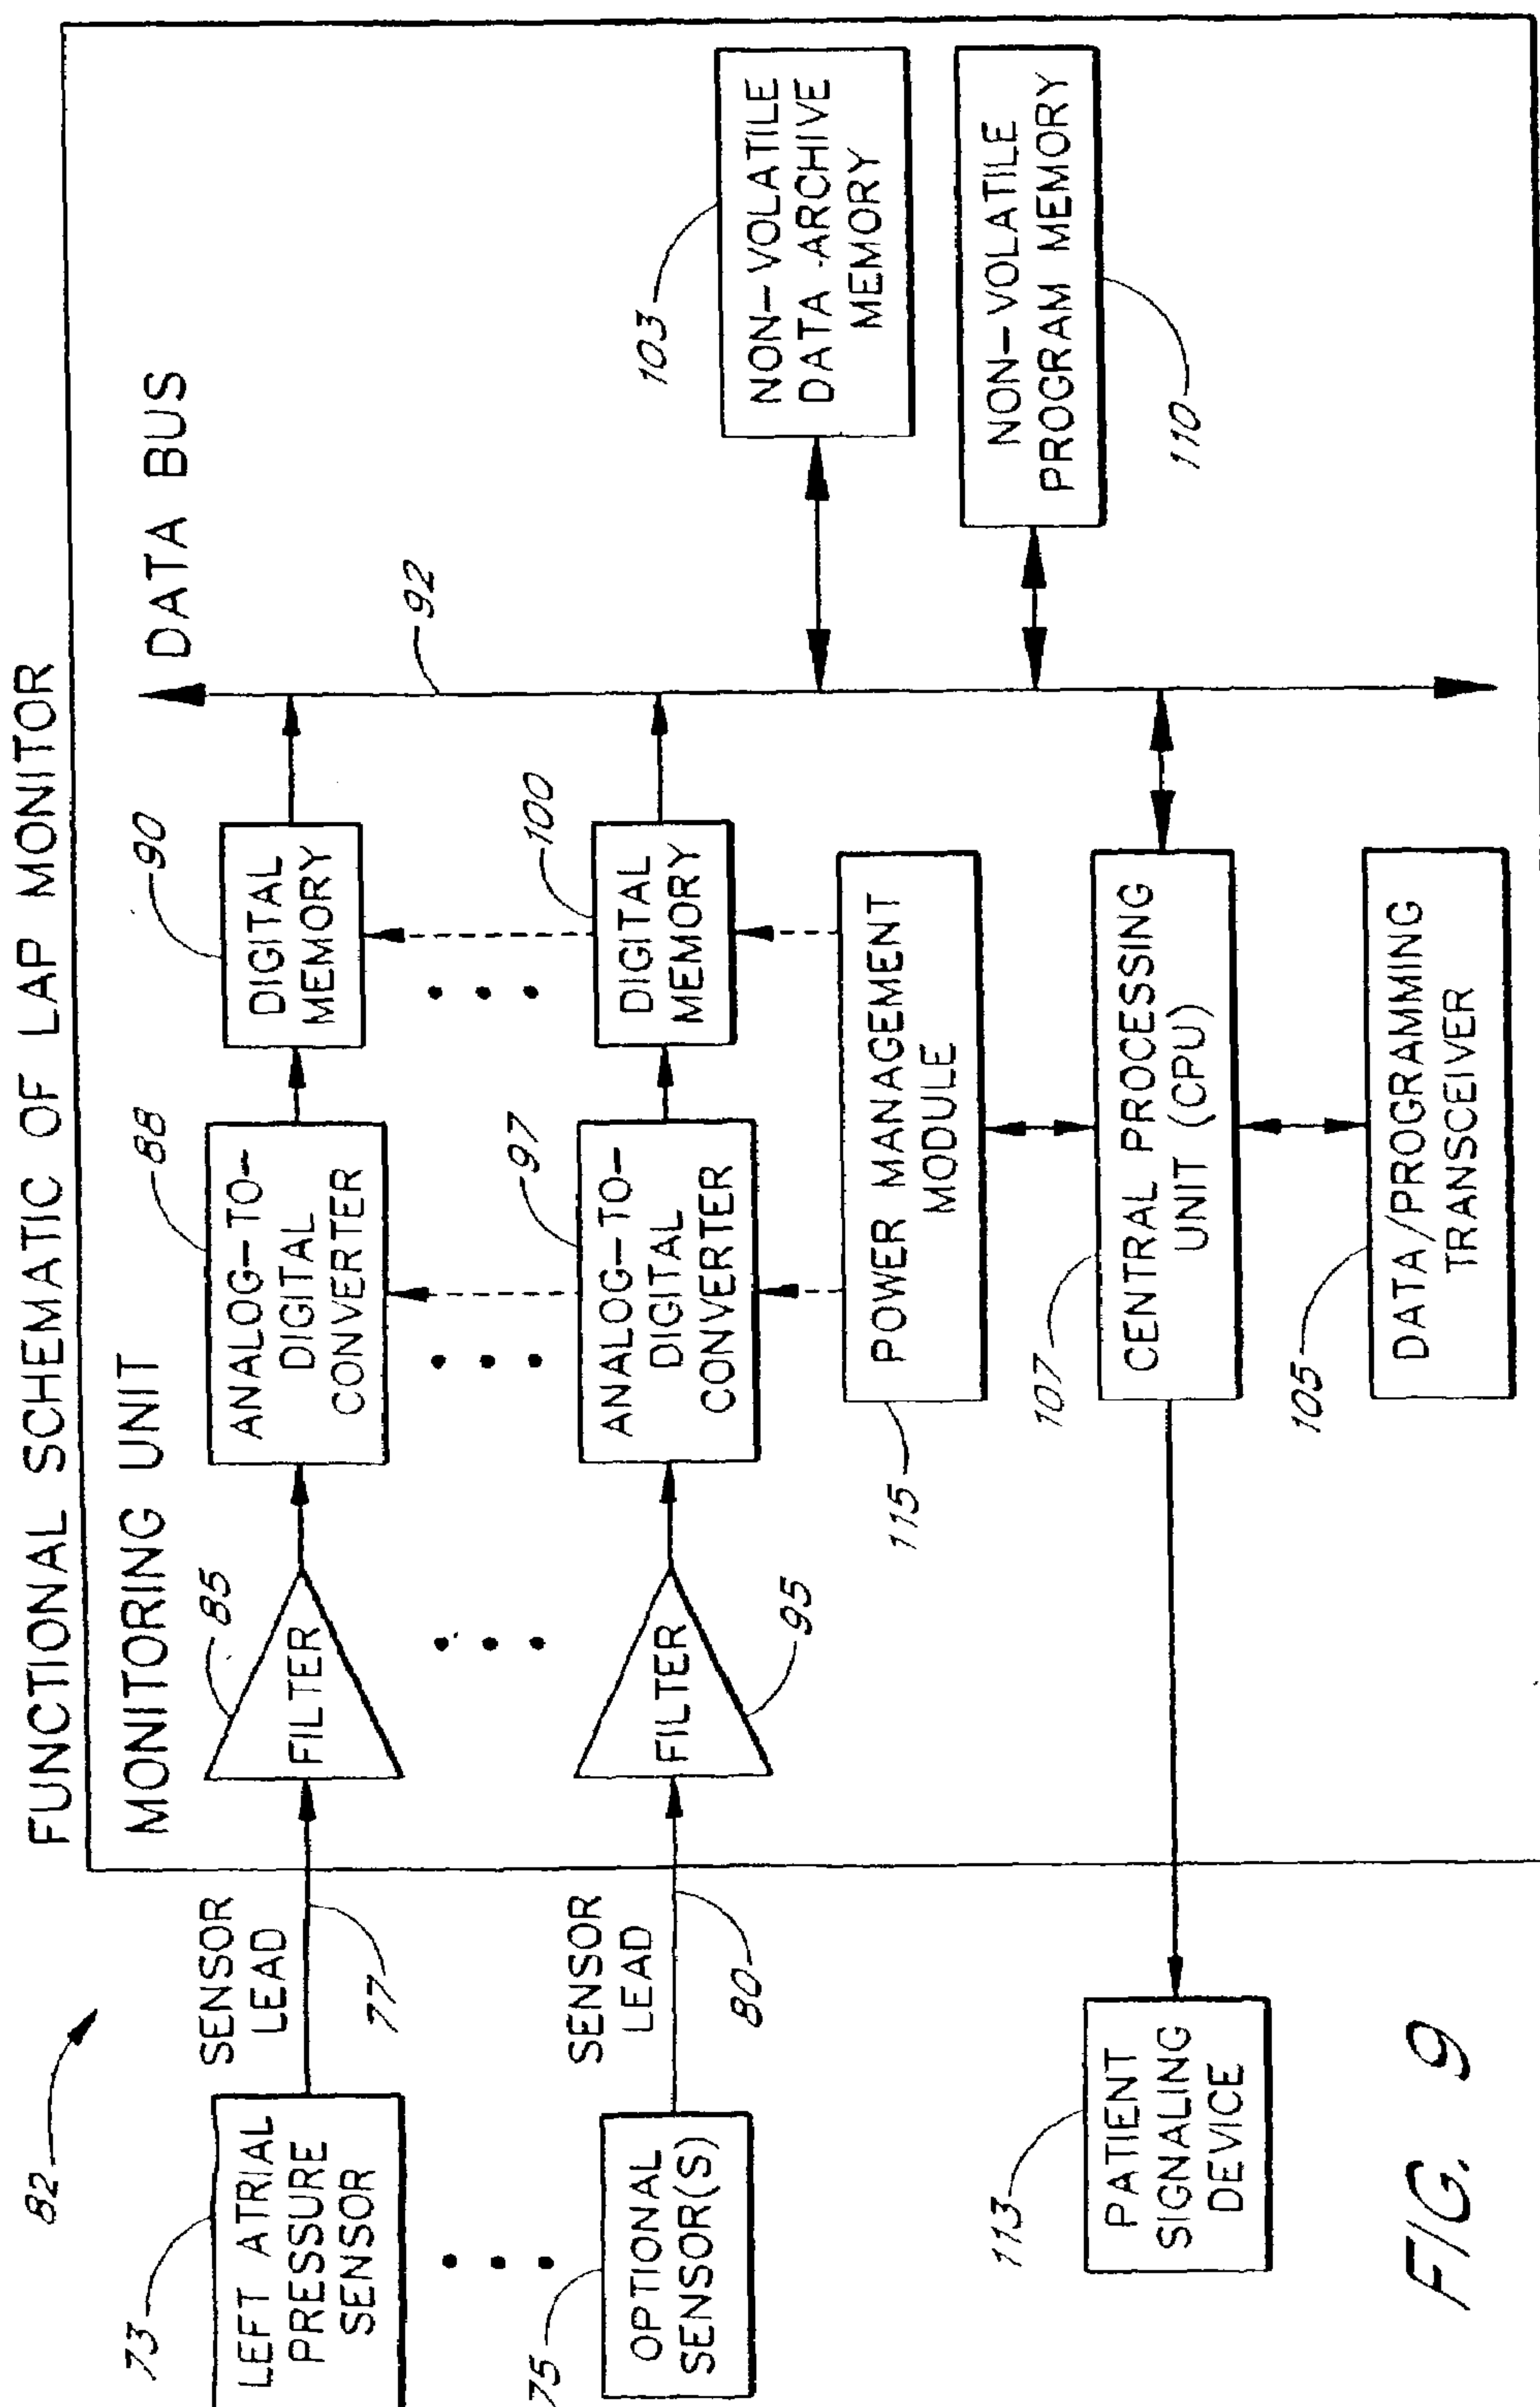 FUNCTIONAL SCHEMATIC OF LAP MONITOR
MONITORING UNIT
DATA BUS
82
73
LEFT ATRIAL
PRESSURE
SENSOR
SENSOR
LEAD
77
85
FILTER
88
ANALOG-TO-
DIGITAL
CONVERTER
90
DIGITAL
MEMORY
92
75
OPTIONAL
SENSOR(S)
SENSOR
LEAD
80
FILTER
95
97
ANALOG-TO-
DIGITAL
CONVERTER
100
DIGITAL
MEMORY
103
NON-VOLATILE
DATA-ARCHIVE
MEMORY
NON-VOLATILE
PROGRAM MEMORY
110
POWER MANAGEMENT
MODULE
115
107
CENTRAL PROCESSING
UNIT (CPU)
105
DATA/PROGRAMMING
TRANSCEIVER
113
PATIENT
SIGNALING
DEVICE
FIG. 9